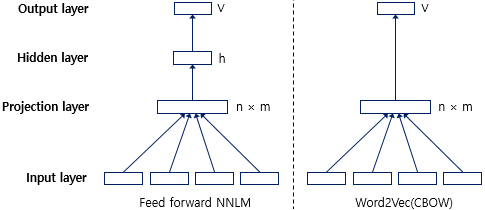 Output layer V V
Hidden layer h
Projection layer n × m n × m
Input layer
Feed forward NNLM Word2Vec(CBOW)